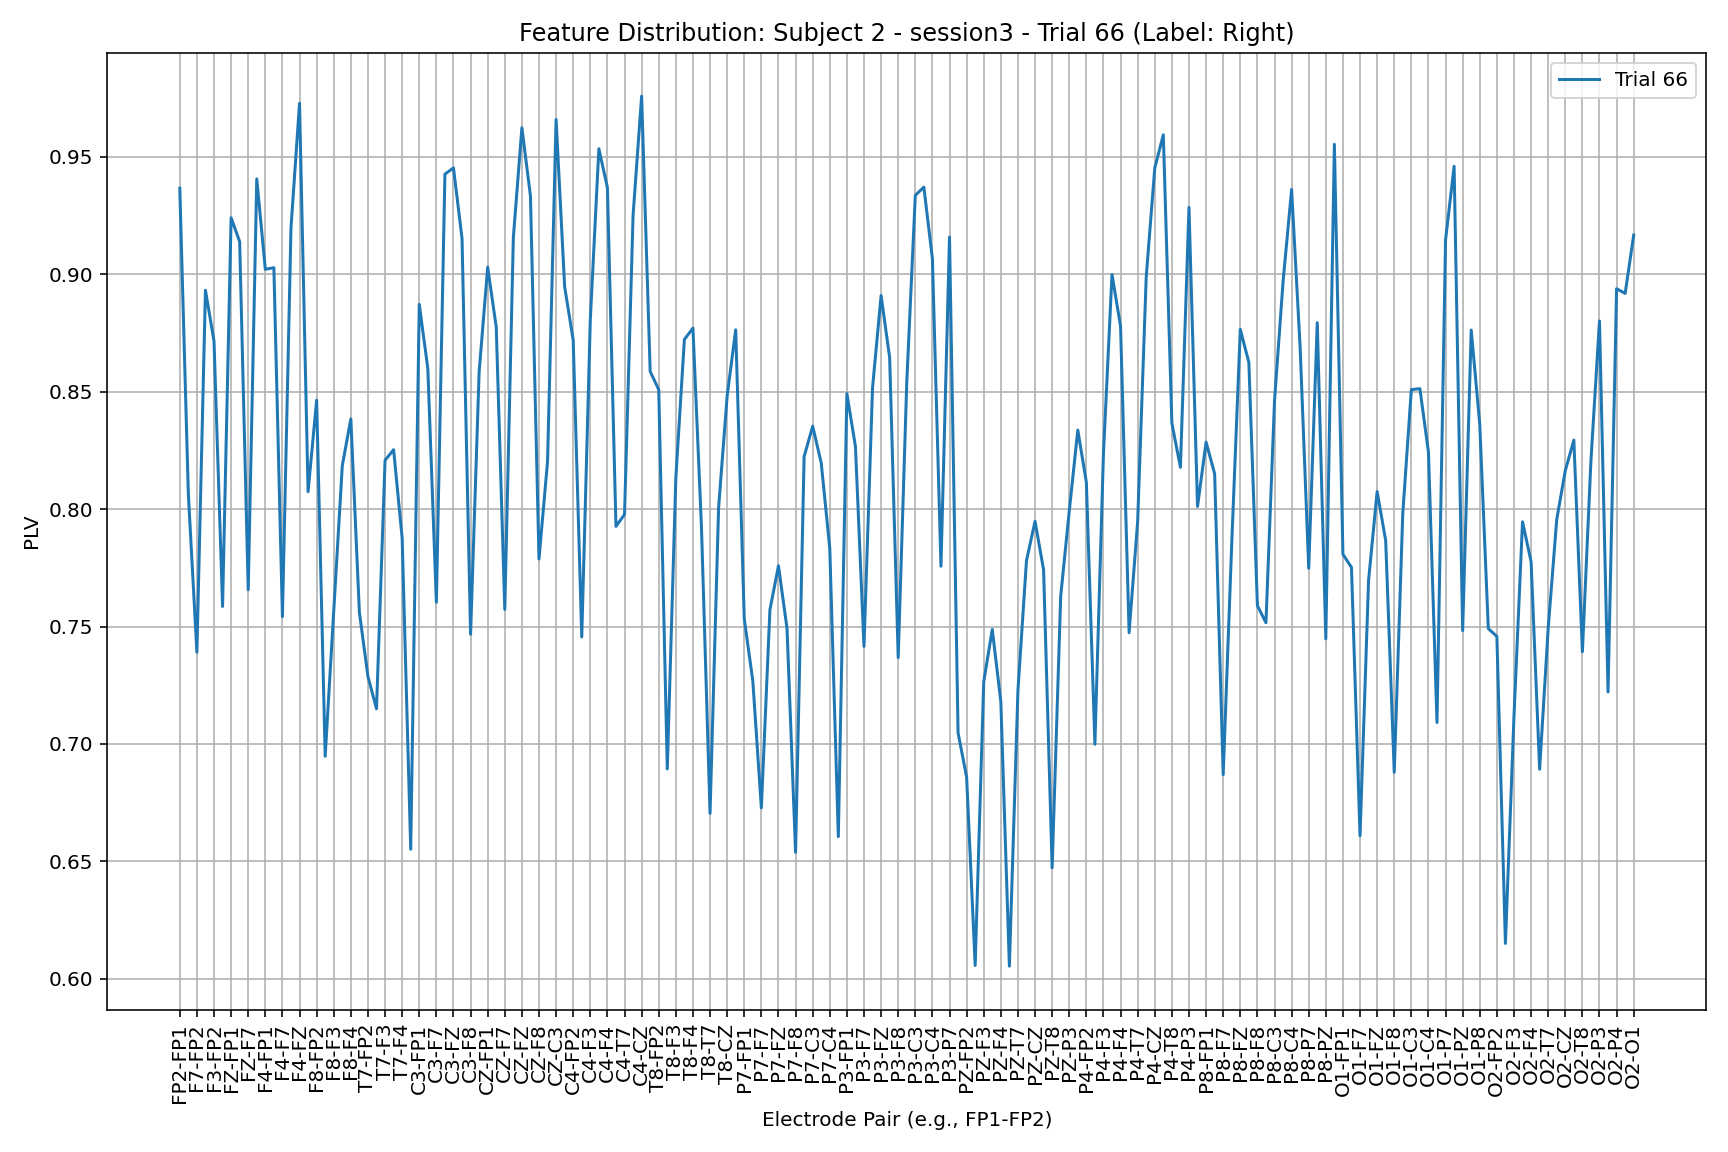 Feature Distribution: Subject 2 - session3 - Trial 66 (Label: Right)
Trial 66
PLV
0.95
0.90
0.85
0.80
0.75
0.70
0.65
0.60
FP2-FP1
F7-FP2
F3-FP2
FZ-FP1
FZ-F7
F4-FP1
F4-F7
F4-FZ
F8-FP2
F8-F3
F8-F4
T7-FP2
T7-F3
T7-F4
C3-FP1
C3-F7
C3-FZ
C3-F8
CZ-FP1
CZ-F7
CZ-FZ
CZ-F8
CZ-C3
C4-FP2
C4-F3
C4-F4
C4-T7
C4-CZ
T8-FP2
T8-F3
T8-F4
T8-T7
T8-CZ
P7-FP1
P7-F7
P7-FZ
P7-F8
P7-C3
P7-C4
P3-FP1
P3-F7
P3-FZ
P3-F8
P3-C3
P3-C4
P3-P7
PZ-FP2
PZ-F3
PZ-F4
PZ-T7
PZ-CZ
PZ-T8
PZ-P3
P4-FP2
P4-F3
P4-F4
P4-T7
P4-CZ
P4-T8
P4-P3
P8-FP1
P8-F7
P8-FZ
P8-F8
P8-C3
P8-C4
P8-P7
P8-PZ
O1-FP1
O1-F7
O1-FZ
O1-F8
O1-C3
O1-C4
O1-P7
O1-PZ
O1-P8
O2-FP2
O2-F3
O2-F4
O2-T7
O2-CZ
O2-T8
O2-P3
O2-P4
O2-O1
Electrode Pair (e.g., FP1-FP2)